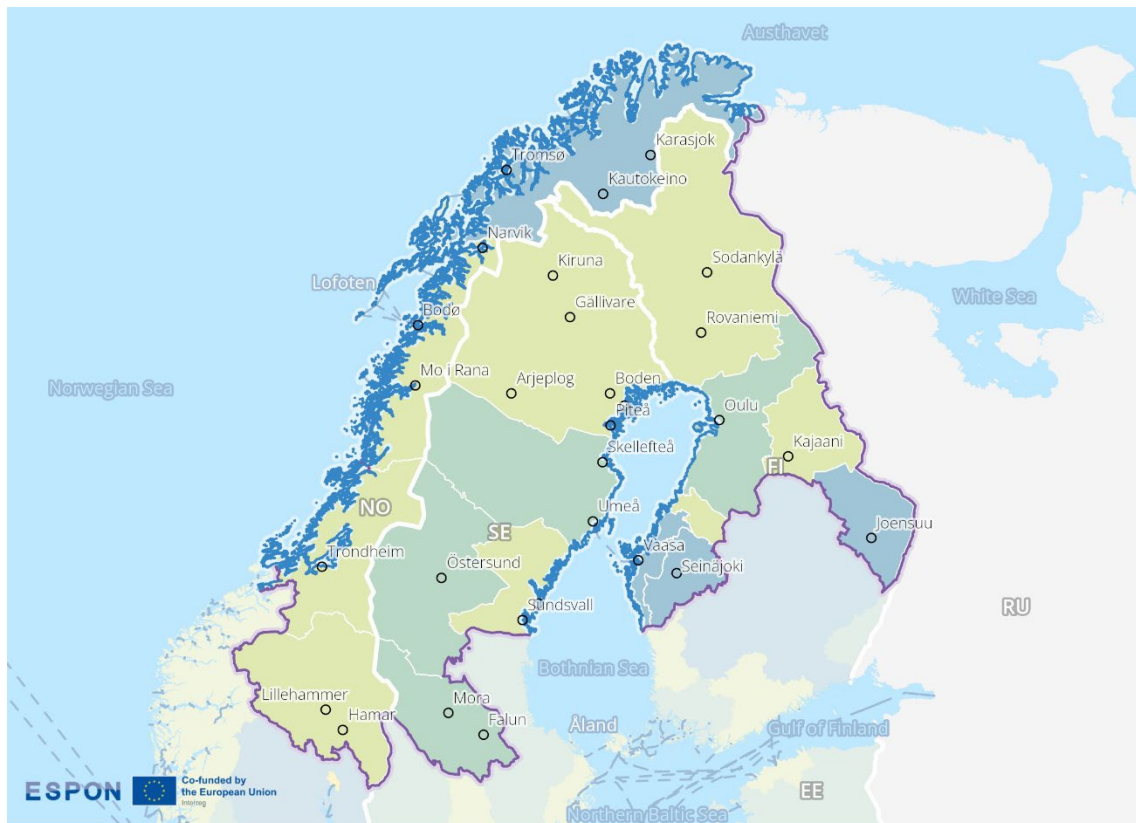 Austhavet
Karasjok
Tromsø
Kautokeino
Narvik
Kiruna
Sodankylä
Lofoten
White Sea
Gällivare
Bodø
Rovaniemi
Norwegian Sea
Mo i Rana
Arjeplog
Boden
Piteå
Oulu
Skellefteå
Kajaani
FI
NO
Umeå
SE
Joensuu
Vaasa
Trondheim
Östersund
Seinäjoki
Sundsvall
RU
Bothnian Sea
Lillehammer
Mora
Hamar
Falun
Åland
Gulf of Finland
ESPON
Co-funded by
the European Union
Interreg
EE
Northern Baltic Sea